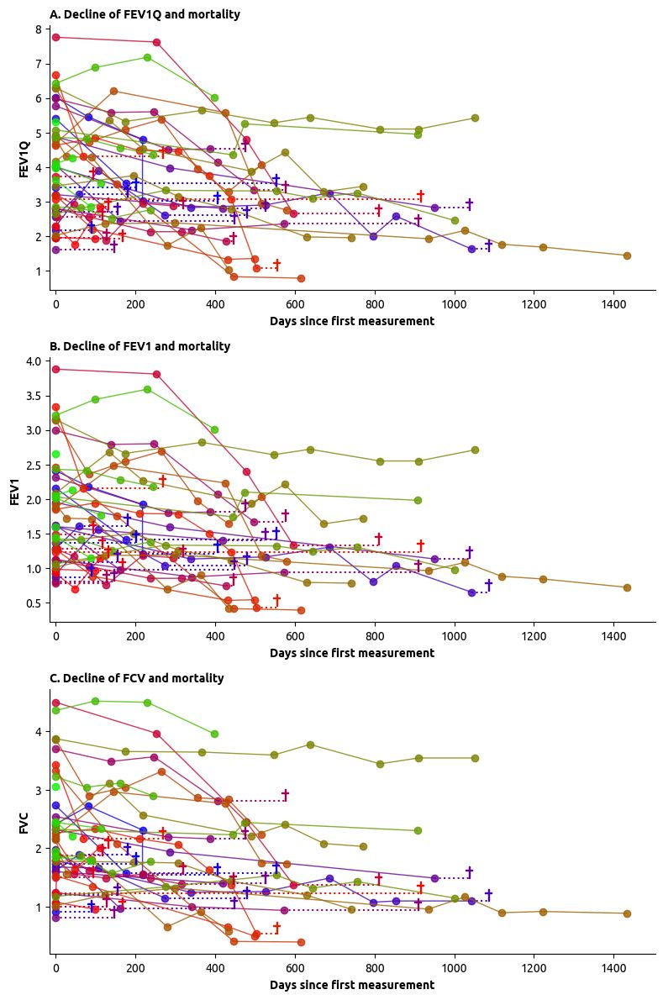 A. Decline of FEV1Q and mortality
8
7
6
5
4
3
2
1
FEV1Q
0 200 400 600 800 1000 1200 1400
Days since first measurement
B. Decline of FEV1 and mortality
4.0
3.5
3.0
2.5
2.0
1.5
1.0
0.5
FEV1
0 200 400 600 800 1000 1200 1400
Days since first measurement
C. Decline of FCV and mortality
4
3
2
1
FVC
0 200 400 600 800 1000 1200 1400
Days since first measurement